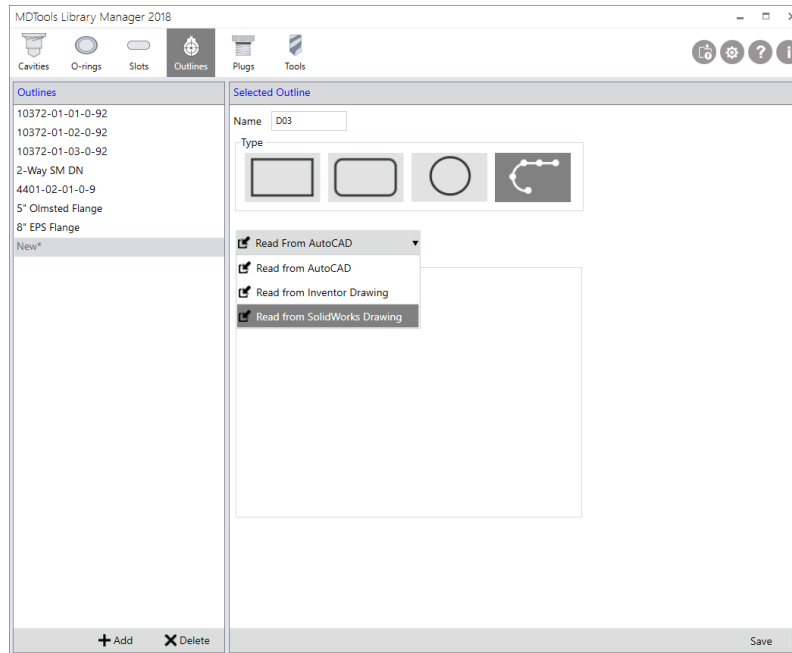 MDTools Library Manager 2018
Cavities O-rings Slots Outlines Plugs Tools
Outlines
10372-01-01-0-92
10372-01-02-0-92
10372-01-03-0-92
2-Way SM DN
4401-02-01-0-9
5" Olmsted Flange
8" EPS Flange
New*
Add Delete
Selected Outline
Name D03
Type
Read From AutoCAD
Read from AutoCAD
Read from Inventor Drawing
Read from SolidWorks Drawing
Save